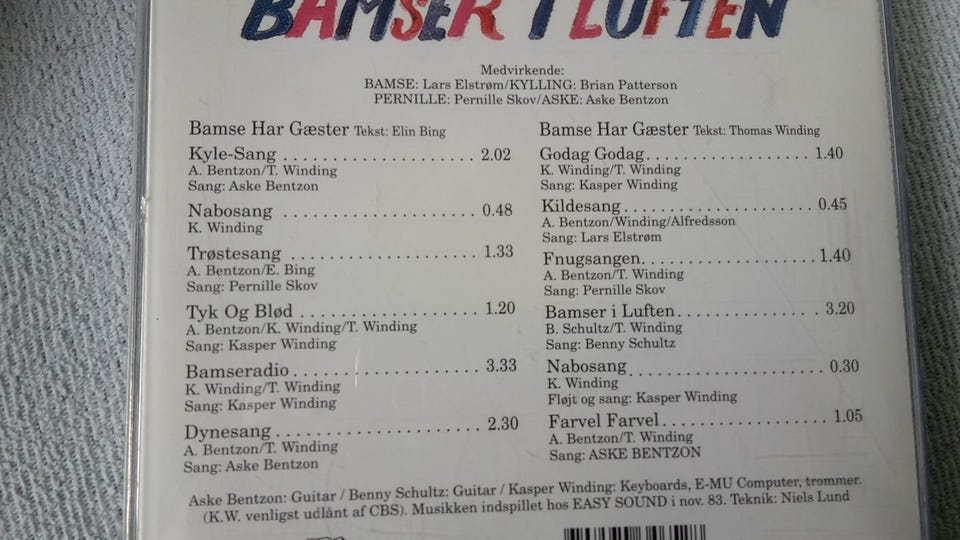 BAMSER I LUFTEN
Medvirkende:
BAMSE: Lars Elstrøm/KYLLING: Brian Patterson
PERNILLE: Pernille Skov/ASKE: Aske Bentzon
Bamse Har Gæster Tekst: Elin Bing
Kyle-Sang . . . . . . . . . . . . . . . . . . . . 2.02
A. Bentzon/T. Winding
Sang: Aske Bentzon
Nabosang . . . . . . . . . . . . . . . . . . . . 0.48
K. Winding
Trøstesang . . . . . . . . . . . . . . . . . . . 1.33
A. Bentzon/E. Bing
Sang: Pernille Skov
Tyk Og Blød . . . . . . . . . . . . . . . . . . 1.20
A. Bentzon/K. Winding/T. Winding
Sang: Kasper Winding
Bamseradio . . . . . . . . . . . . . . . . . . . 3.33
K. Winding/T. Winding
Sang: Kasper Winding
Dynesang . . . . . . . . . . . . . . . . . . . . 2.30
A. Bentzon/T. Winding
Sang: Aske Bentzon
Bamse Har Gæster Tekst: Thomas Winding
Godag Godag. . . . . . . . . . . . . . . . . 1.40
K. Winding/T. Winding
Sang: Kasper Winding
Kildesang . . . . . . . . . . . . . . . . . . . . 0.45
A. Bentzon/Winding/Alfredsson
Sang: Lars Elstrøm
Fnugsangen. . . . . . . . . . . . . . . . . . 1.40
A. Bentzon/T. Winding
Sang: Pernille Skov
Bamser i Luften. . . . . . . . . . . . . . . 3.20
B. Schultz/T. Winding
Sang: Benny Schultz
Nabosang . . . . . . . . . . . . . . . . . . . . 0.30
K. Winding
Fløjt og sang: Kasper Winding
Farvel Farvel. . . . . . . . . . . . . . . . . . 1.05
A. Bentzon/T. Winding
Sang: ASKE BENTZON
Aske Bentzon: Guitar / Benny Schultz: Guitar / Kasper Winding: Keyboards, E-MU Computer, trommer.
(K.W. venligst udlånt af CBS). Musikken indspillet hos EASY SOUND i nov. 83. Teknik: Niels Lund